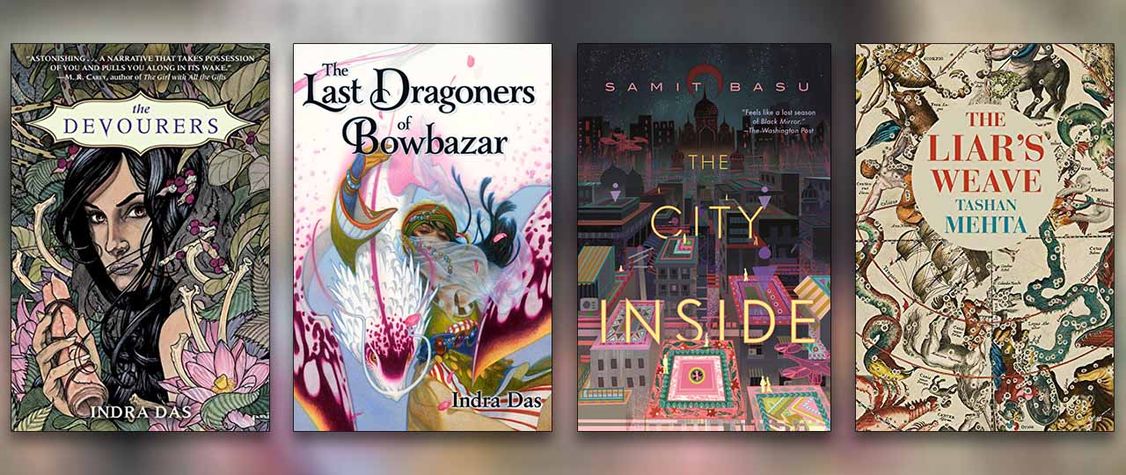 "ASTONISHING . . . A NARRATIVE THAT TAKES POSSESSION
OF YOU AND PULLS YOU ALONG IN ITS WAKE."
—M. R. CAREY, author of The Girl with All the Gifts
the
DEVOURERS
INDRA DAS
The
Last Dragoners
of
Bowbazar
Indra Das
SAMIT BASU
"Feels like a lost season
of Black Mirror."
—The Washington Post
THE
CITY
INSIDE
THE
LIAR'S
WEAVE
TASHAN
MEHTA